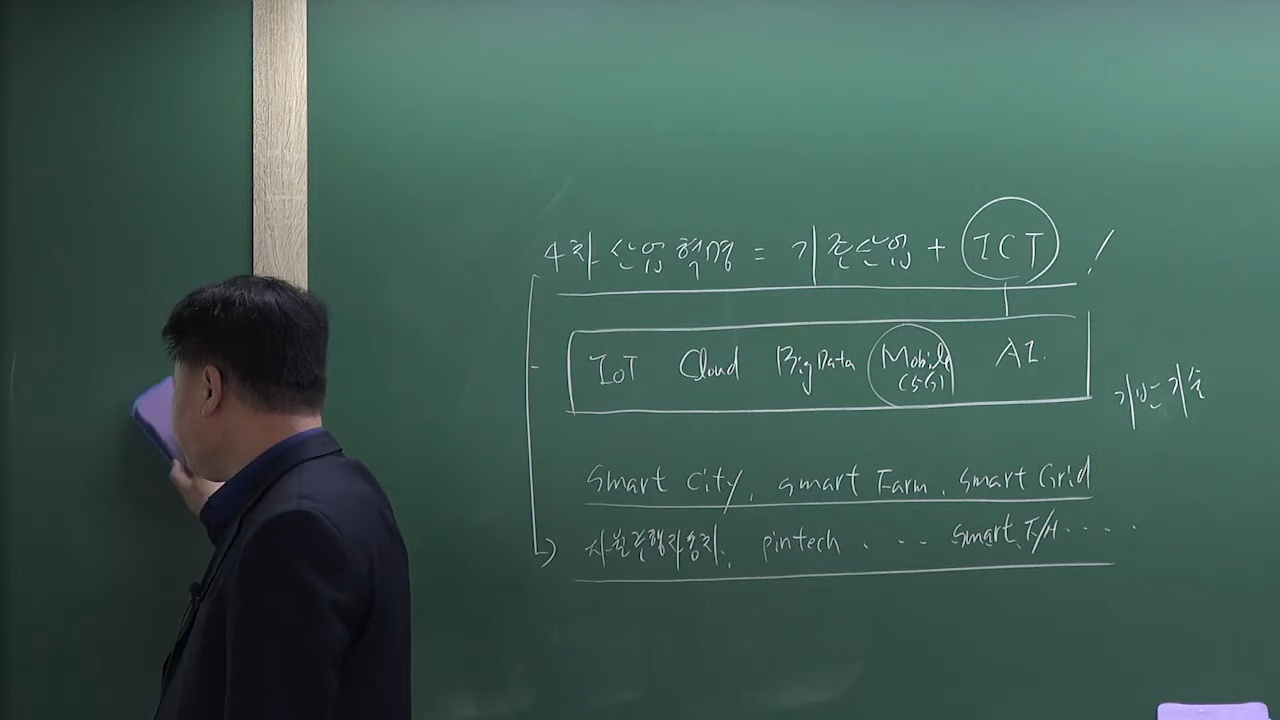 4차 산업혁명 = 기존산업 + ICT !
IoT Cloud BigData Mobile (5G) AI.
기반기술
smart city, smart Farm, smart Grid
자율주행자동차, pintech . ... smart F/H .....